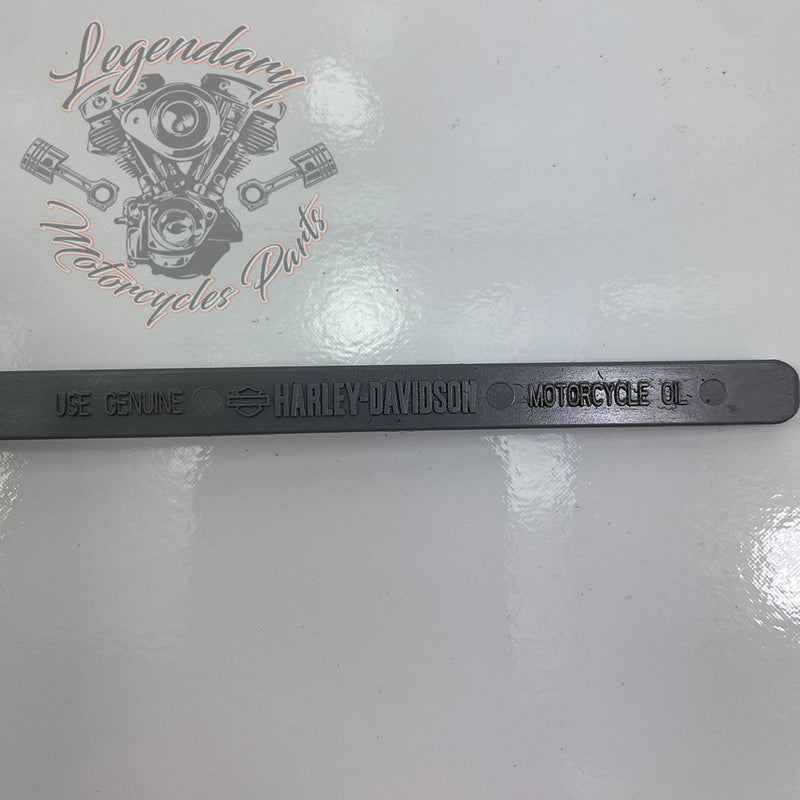 Legendary
Motorcycles Parts
USE GENUINE HARLEY-DAVIDSON MOTORCYCLE OIL